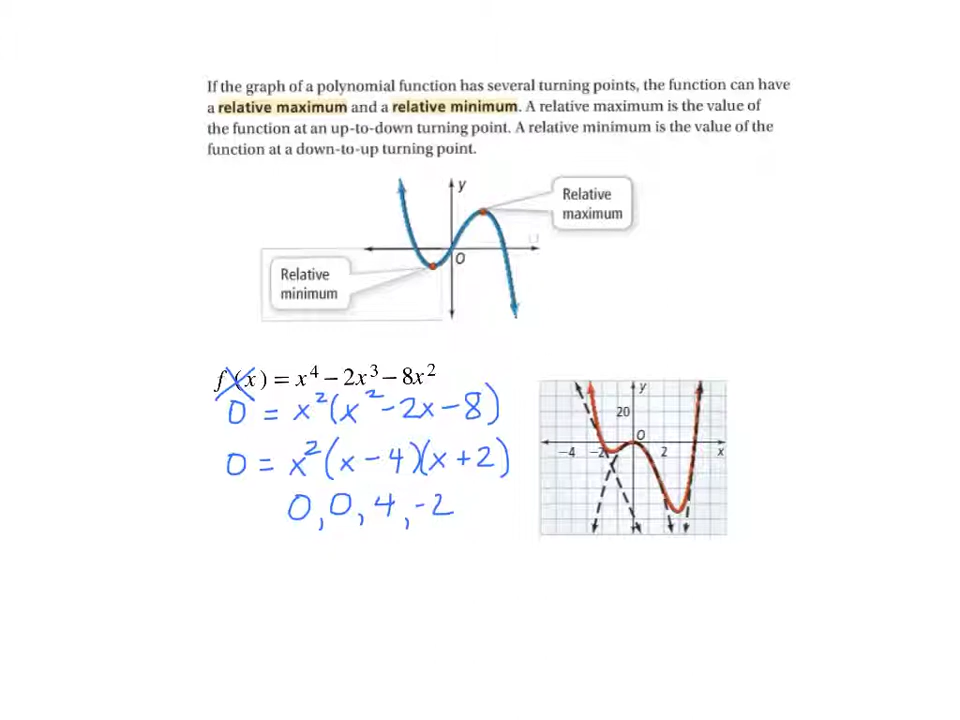 If the graph of a polynomial function has several turning points, the function can have
a relative maximum and a relative minimum. A relative maximum is the value of
the function at an up-to-down turning point. A relative minimum is the value of the
function at a down-to-up turning point.
y
Relative
maximum
O
Relative
minimum
f(x) = x⁴ – 2x³ – 8x²
0 = x²(x² – 2x – 8)
0 = x²(x – 4)(x + 2)
0, 0, 4, -2
y
20
O
–4 –2 2 x